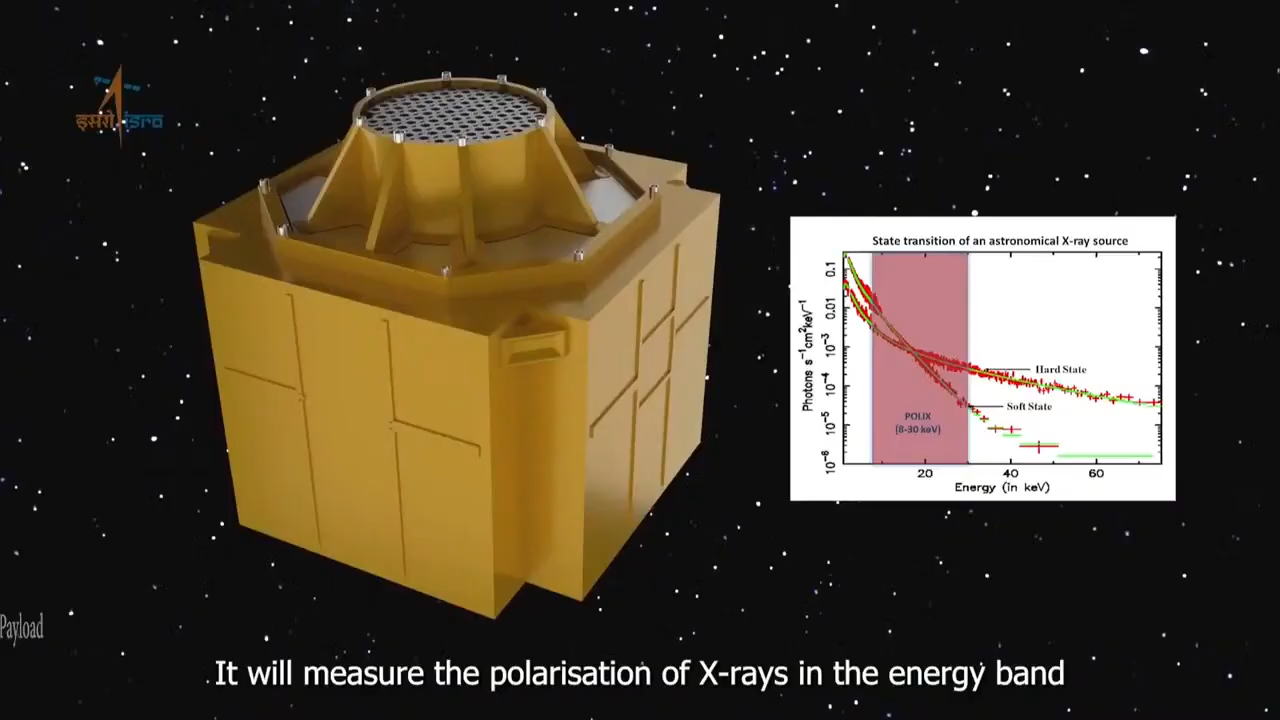 इसरो isro
State transition of an astronomical X-ray source
Photons s⁻¹cm²keV⁻¹
0.1
0.01
10⁻³
10⁻⁴
10⁻⁵
10⁻⁶
Hard State
Soft State
POLIX
(8-30 keV)
20 40 60
Energy (in keV)
Payload
It will measure the polarisation of X-rays in the energy band